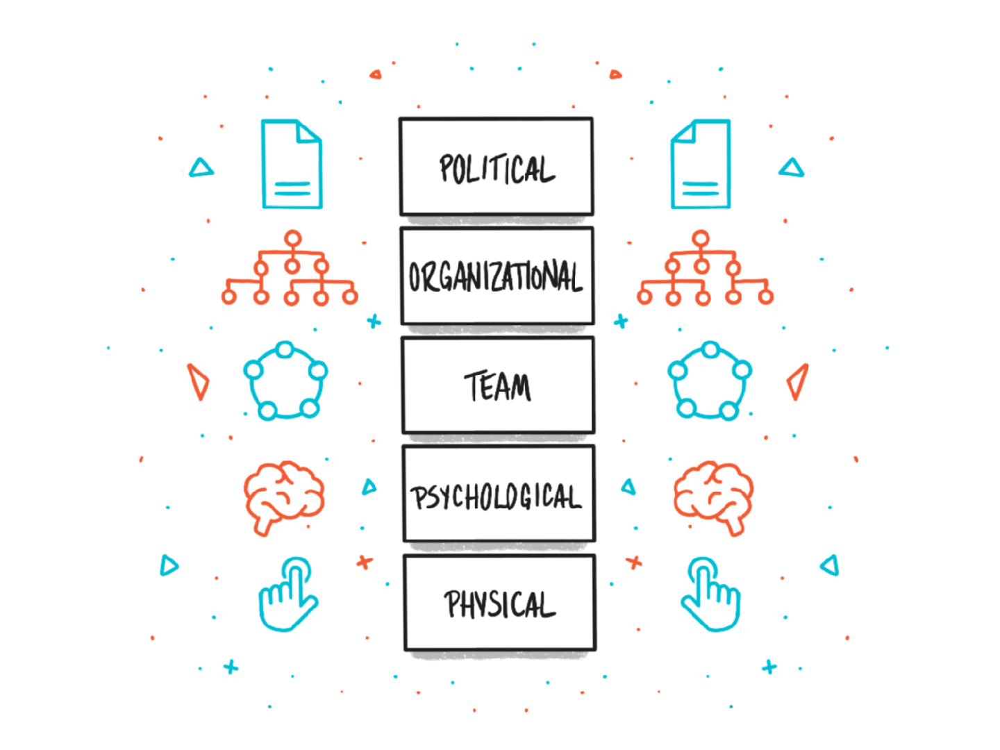 POLITICAL
ORGANIZATIONAL
TEAM
PSYCHOLOGICAL
PHYSICAL